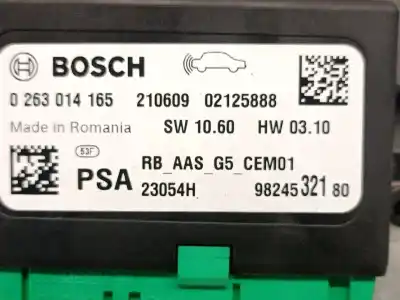 BOSCH
0 263 014 165 210609 02125888
Made in Romania SW 10.60 HW 03.10
53F RB_AAS_G5_CEM01
PSA 23054H 98245 321 80